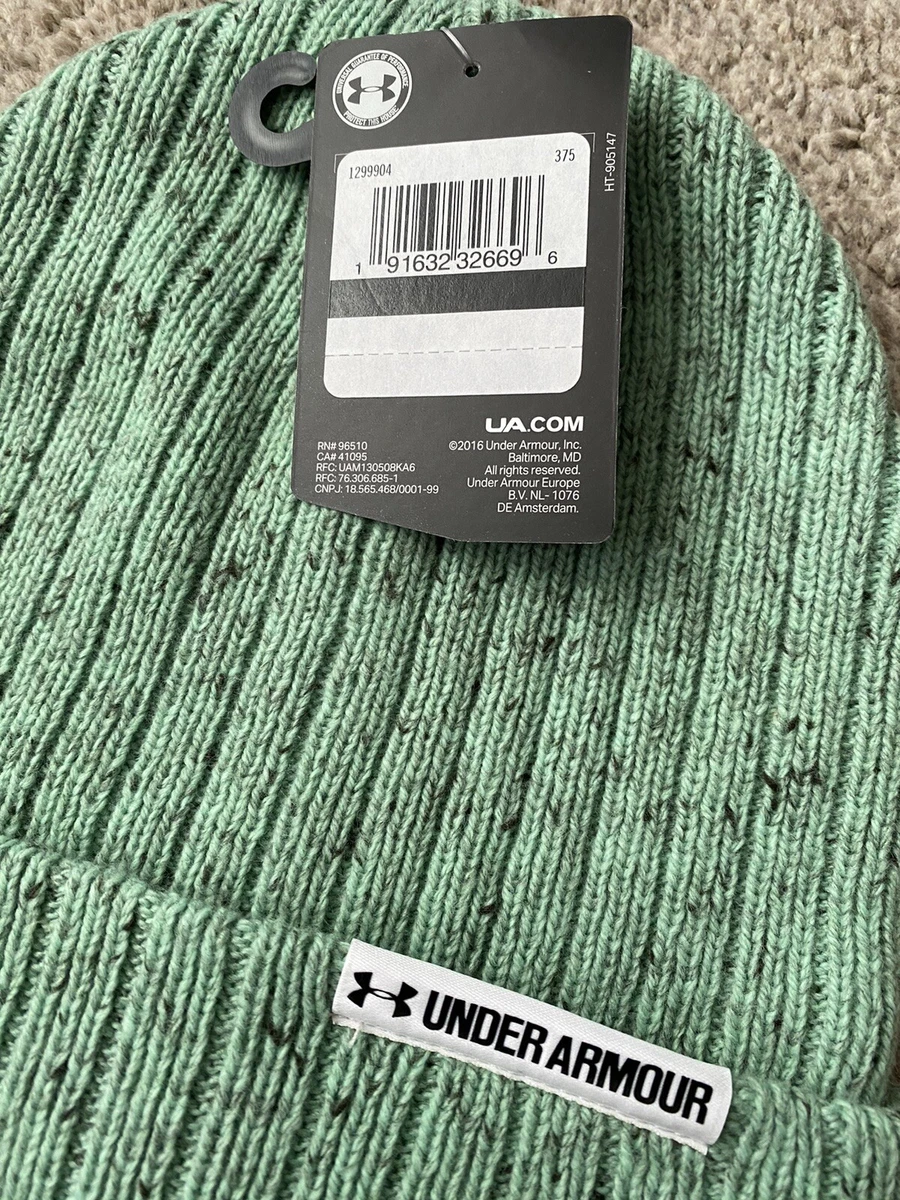 UNIVERSAL GUARANTEE OF PERFORMANCE
PROTECT THIS HOUSE
HT-905147
1299904 375
1 91632 32669 6
UA.COM
RN# 96510
CA# 41095
RFC: UAM130508KA6
RFC: 76.306.685-1
CNPJ: 18.565.468/0001-99
©2016 Under Armour, Inc.
Baltimore, MD
All rights reserved.
Under Armour Europe
B.V. NL- 1076
DE Amsterdam.
UNDER ARMOUR